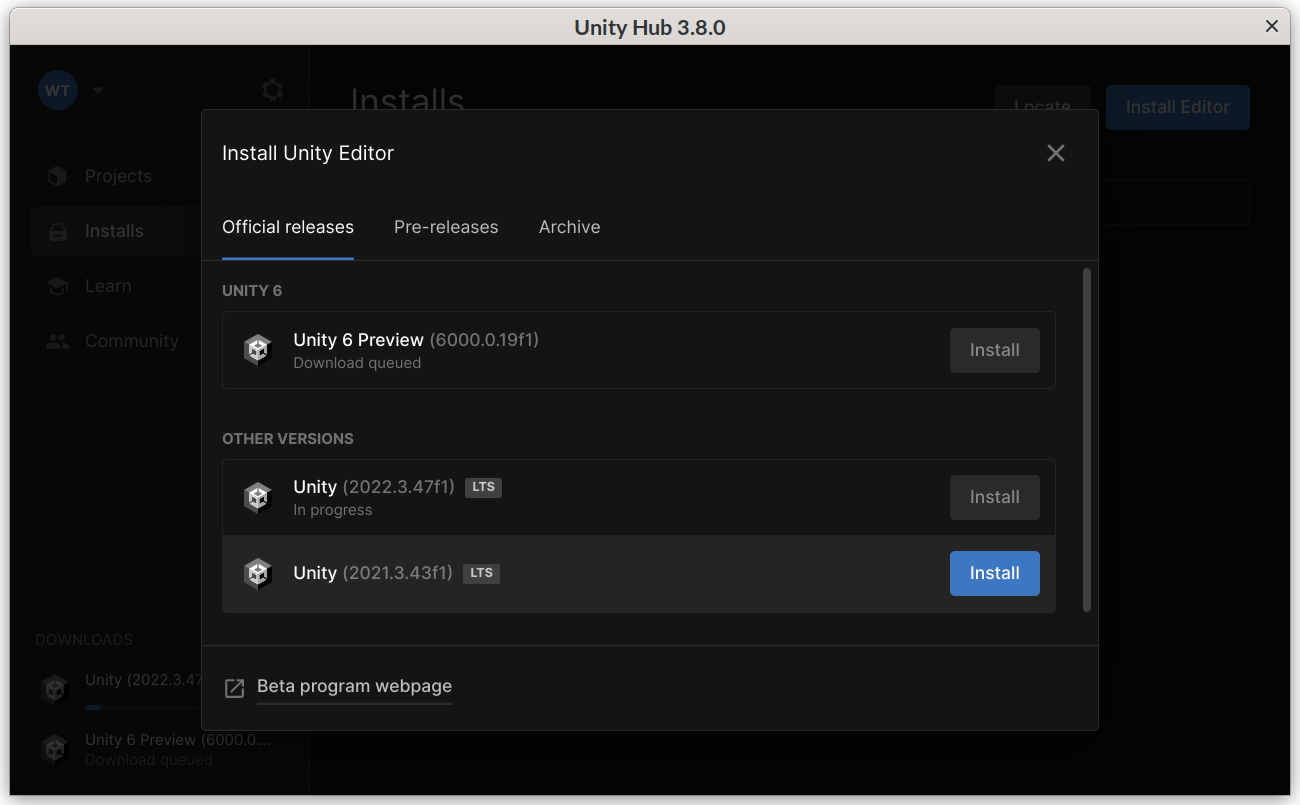 Unity Hub 3.8.0
WT
Installs
Locate
Install Editor
Projects
Installs
Learn
Community
Install Unity Editor
Official releases
Pre-releases
Archive
UNITY 6
Unity 6 Preview (6000.0.19f1)
Download queued
Install
OTHER VERSIONS
Unity (2022.3.47f1) LTS
In progress
Install
Unity (2021.3.43f1) LTS
Install
Beta program webpage
DOWNLOADS
Unity (2022.3.47
Unity 6 Preview (6000.0....
Download queued